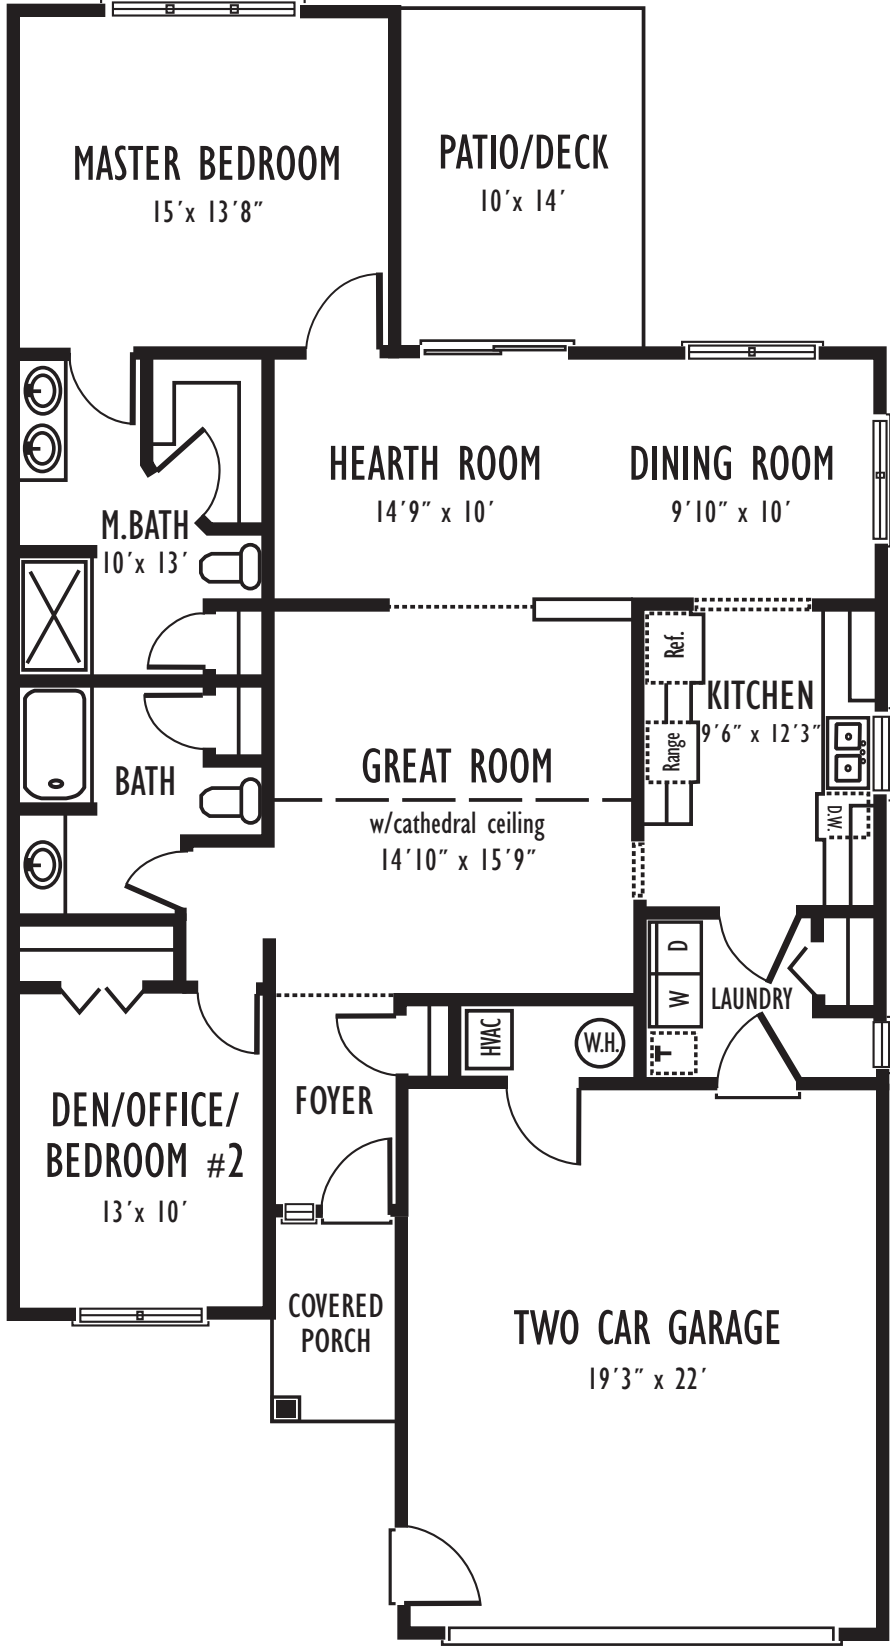 MASTER BEDROOM
15′x 13′8″
PATIO/DECK
10′x 14′
HEARTH ROOM
14′9″ x 10′
DINING ROOM
9′10″ x 10′
M.BATH
10′x 13′
Ref.
KITCHEN
9′6″ x 12′3″
Range
D.W.
GREAT ROOM
w/cathedral ceiling
14′10″ x 15′9″
BATH
D
W
LAUNDRY
HVAC
W.H.
FOYER
DEN/OFFICE/
BEDROOM #2
13′x 10′
COVERED
PORCH
TWO CAR GARAGE
19′3″ x 22′